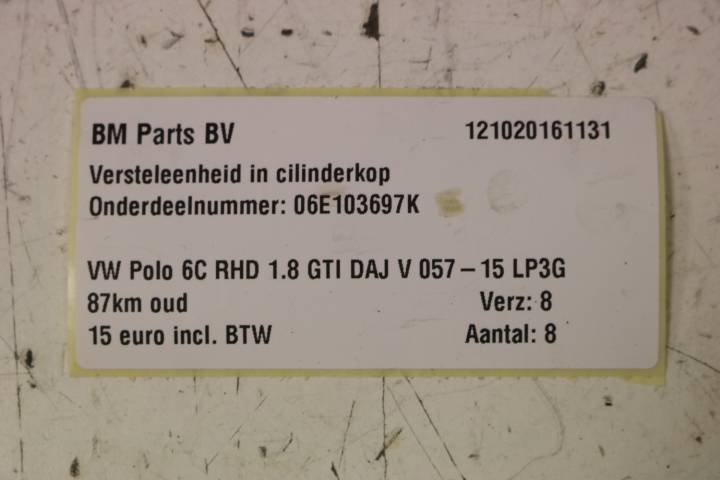 BM Parts BV 121020161131
Versteleenheid in cilinderkop
Onderdeelnummer: 06E103697K
VW Polo 6C RHD 1.8 GTI DAJ V 057 – 15 LP3G
87km oud Verz: 8
15 euro incl. BTW Aantal: 8